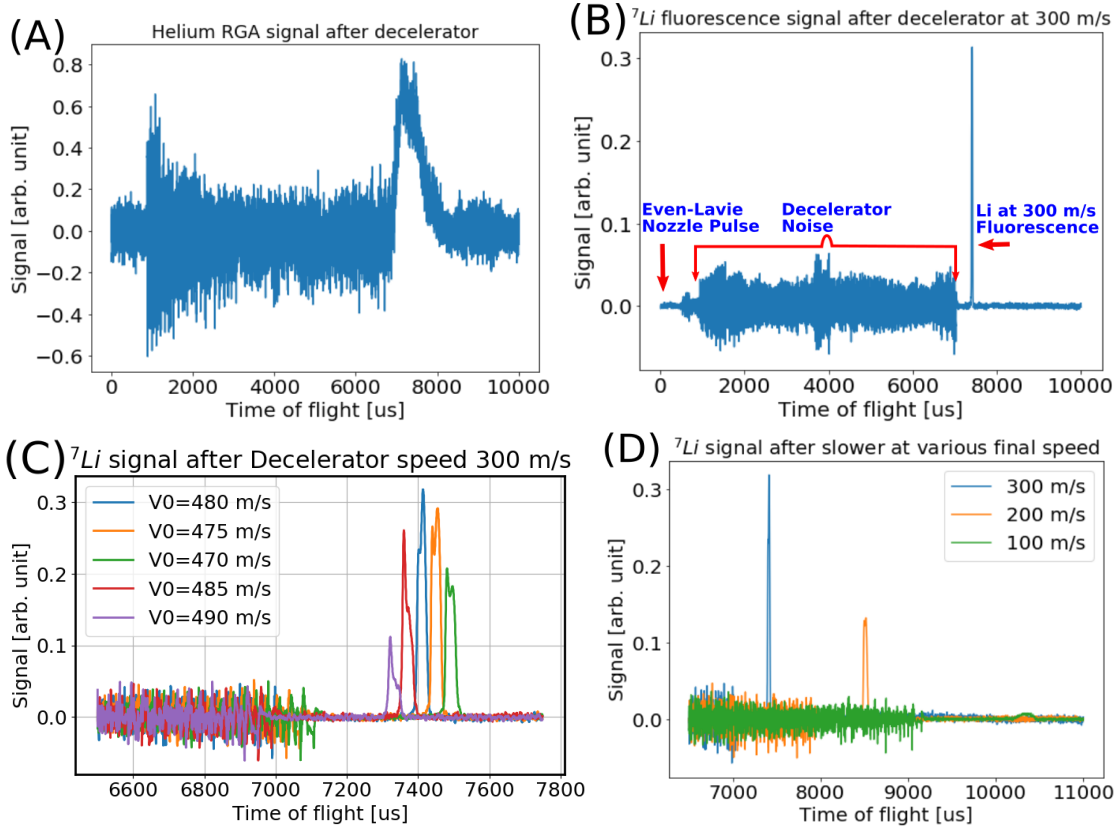 (A)
Helium RGA signal after decelerator
Signal [arb. unit]
0.8
0.6
0.4
0.2
0.0
−0.2
−0.4
−0.6
0
2000
4000
6000
8000
10000
Time of flight [us]
(B)
⁷Li fluorescence signal after decelerator at 300 m/s
Signal [arb. unit]
0.3
0.2
0.1
0.0
Even-Lavie
Nozzle Pulse
Decelerator
Noise
Li at 300 m/s
Fluorescence
0
2000
4000
6000
8000
10000
Time of flight [us]
(C)
⁷Li signal after Decelerator speed 300 m/s
Signal [arb. unit]
0.3
0.2
0.1
0.0
V0=480 m/s
V0=475 m/s
V0=470 m/s
V0=485 m/s
V0=490 m/s
6600
6800
7000
7200
7400
7600
7800
Time of flight [us]
(D)
⁷Li signal after slower at various final speed
Signal [arb. unit]
0.3
0.2
0.1
0.0
300 m/s
200 m/s
100 m/s
7000
8000
9000
10000
11000
Time of flight [us]